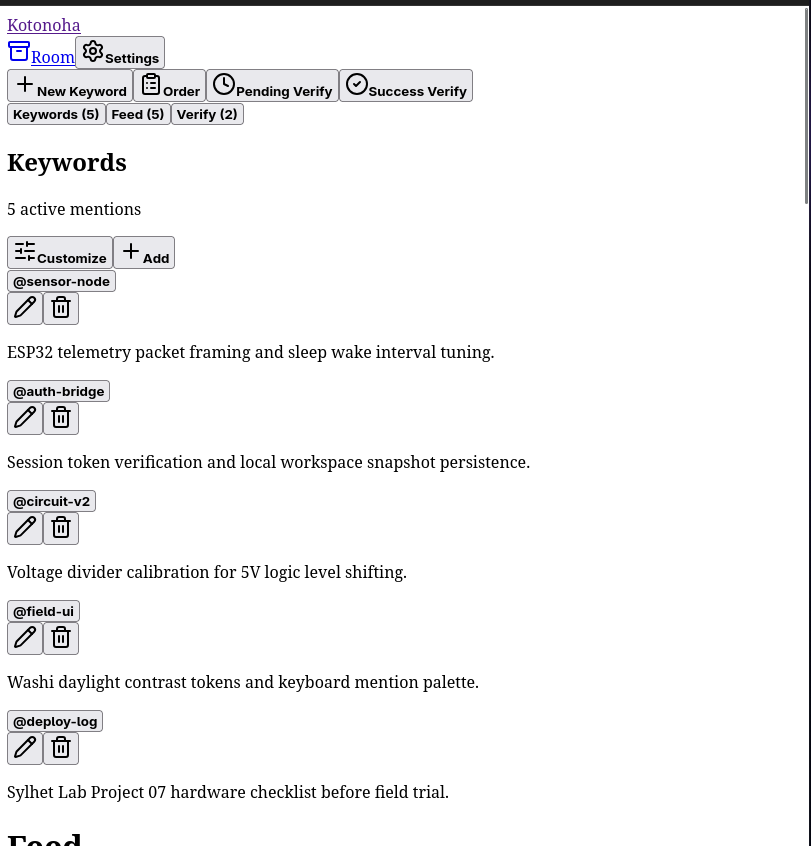 Kotonoha
Room Settings
New Keyword Order Pending Verify Success Verify
Keywords (5) Feed (5) Verify (2)
Keywords
5 active mentions
Customize Add
@sensor-node
ESP32 telemetry packet framing and sleep wake interval tuning.
@auth-bridge
Session token verification and local workspace snapshot persistence.
@circuit-v2
Voltage divider calibration for 5V logic level shifting.
@field-ui
Washi daylight contrast tokens and keyboard mention palette.
@deploy-log
Sylhet Lab Project 07 hardware checklist before field trial.
Feed